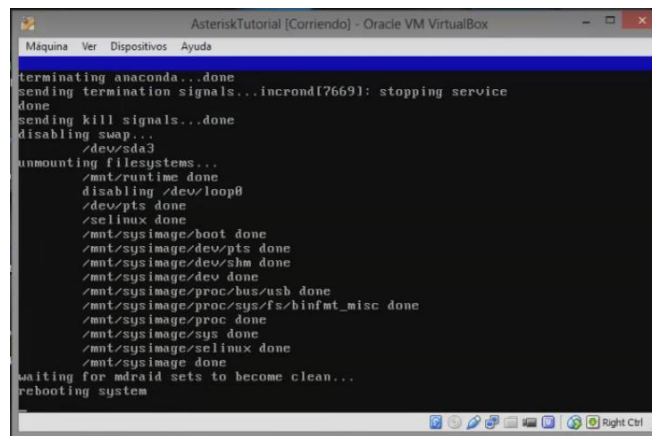 AsteriskTutorial [Corriendo] - Oracle VM VirtualBox
Máquina Ver Dispositivos Ayuda
terminating anaconda...done
sending termination signals...incrond[7669]: stopping service
done
sending kill signals...done
disabling swap...
/dev/sda3
unmounting filesystems...
/mnt/runtime done
disabling /dev/loop0
/dev/pts done
/selinux done
/mnt/sysimage/boot done
/mnt/sysimage/dev/pts done
/mnt/sysimage/dev/shm done
/mnt/sysimage/dev done
/mnt/sysimage/proc/bus/usb done
/mnt/sysimage/proc/sys/fs/binfmt_misc done
/mnt/sysimage/proc done
/mnt/sysimage/sys done
/mnt/sysimage/selinux done
/mnt/sysimage done
waiting for mdraid sets to become clean...
rebooting system
Right Ctrl